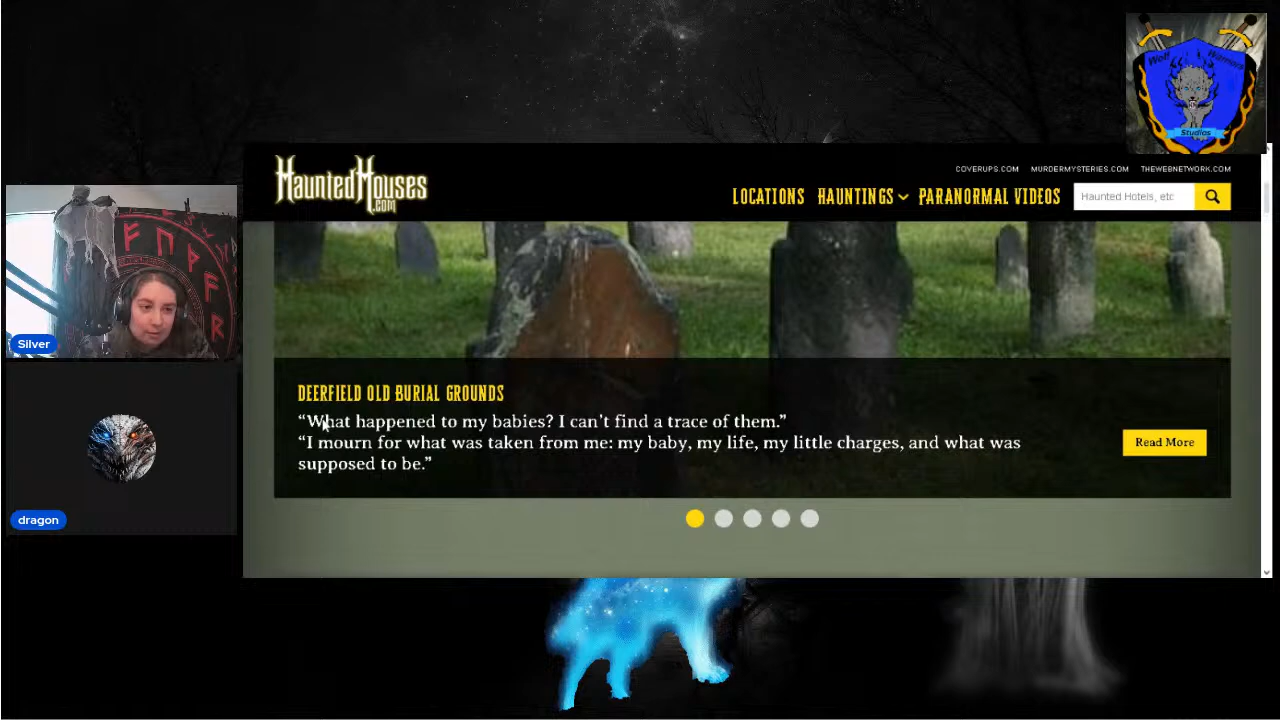 Wolf Warriors
Studios
HauntedHouses
.com
COVERUPS.COM MURDERMYSTERIES.COM THEWEBNETWORK.COM
LOCATIONS HAUNTINGS PARANORMAL VIDEOS
Haunted Hotels, etc
ᚠ ᚢ ᚦ ᚨ ᚱ
Silver
DEERFIELD OLD BURIAL GROUNDS
“What happened to my babies? I can't find a trace of them.”
“I mourn for what was taken from me: my baby, my life, my little charges, and what was
supposed to be.”
Read More
dragon